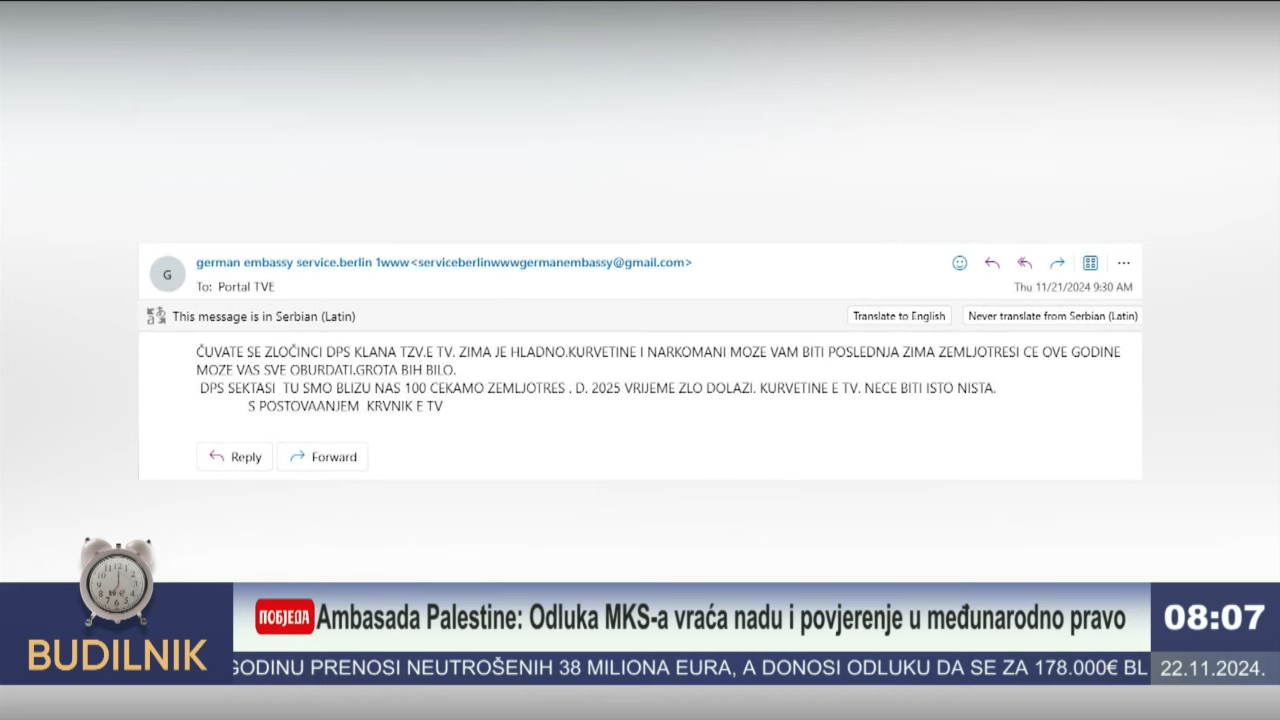 G
german embassy service.berlin 1www<serviceberlinwwwgermanembassy@gmail.com>
To: Portal TVE
Thu 11/21/2024 9:30 AM
This message is in Serbian (Latin)
Translate to English
Never translate from Serbian (Latin)
ČUVATE SE ZLOČINCI DPS KLANA TZV.E TV. ZIMA JE HLADNO.KURVETINE I NARKOMANI MOZE VAM BITI POSLEDNJA ZIMA ZEMLJOTRESI CE OVE GODINE
MOZE VAS SVE OBURDATI.GROTA BIH BILO.
DPS SEKTASI TU SMO BLIZU NAS 100 CEKAMO ZEMLJOTRES . D. 2025 VRIJEME ZLO DOLAZI. KURVETINE E TV. NECE BITI ISTO NISTA.
S POSTOVAANJEM KRVNIK E TV
Reply
Forward
ПОБЈЕДА Ambasada Palestine: Odluka MKS-a vraća nadu i povjerenje u međunarodno pravo
08:07
BUDILNIK
GODINU PRENOSI NEUTROŠENIH 38 MILIONA EURA, A DONOSI ODLUKU DA SE ZA 178.000€ BL
22.11.2024.